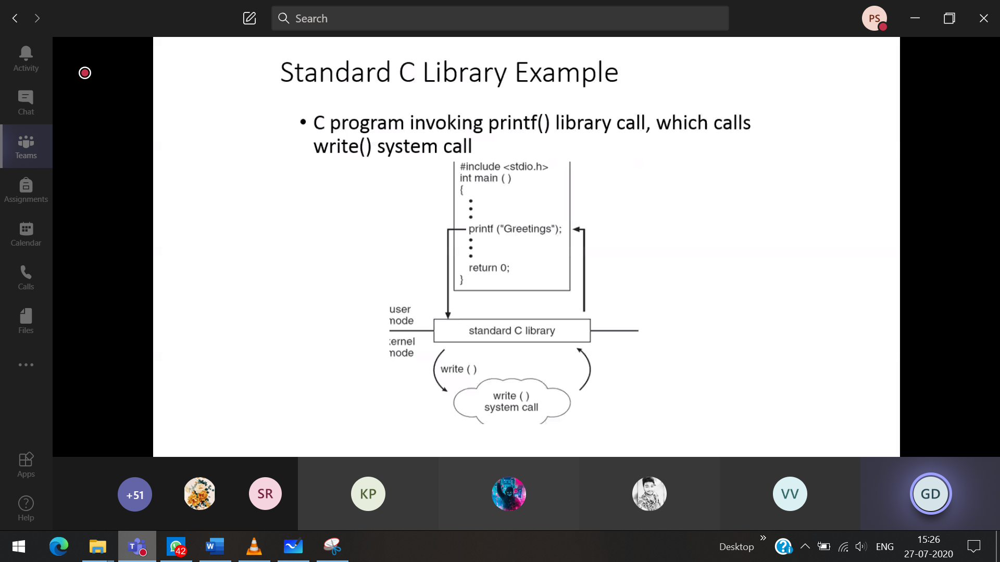 Search
PS
Activity
Chat
Teams
Assignments
Calendar
Calls
Files
Apps
Help
Standard C Library Example
• C program invoking printf() library call, which calls
write() system call
#include <stdio.h>
int main ( )
{
•
•
•
printf ("Greetings");
•
•
•
return 0;
}
user
mode
standard C library
ernel
mode
write ( )
write ( )
system call
+51
SR
KP
VV
GD
42
Desktop
ENG
15:26
27-07-2020